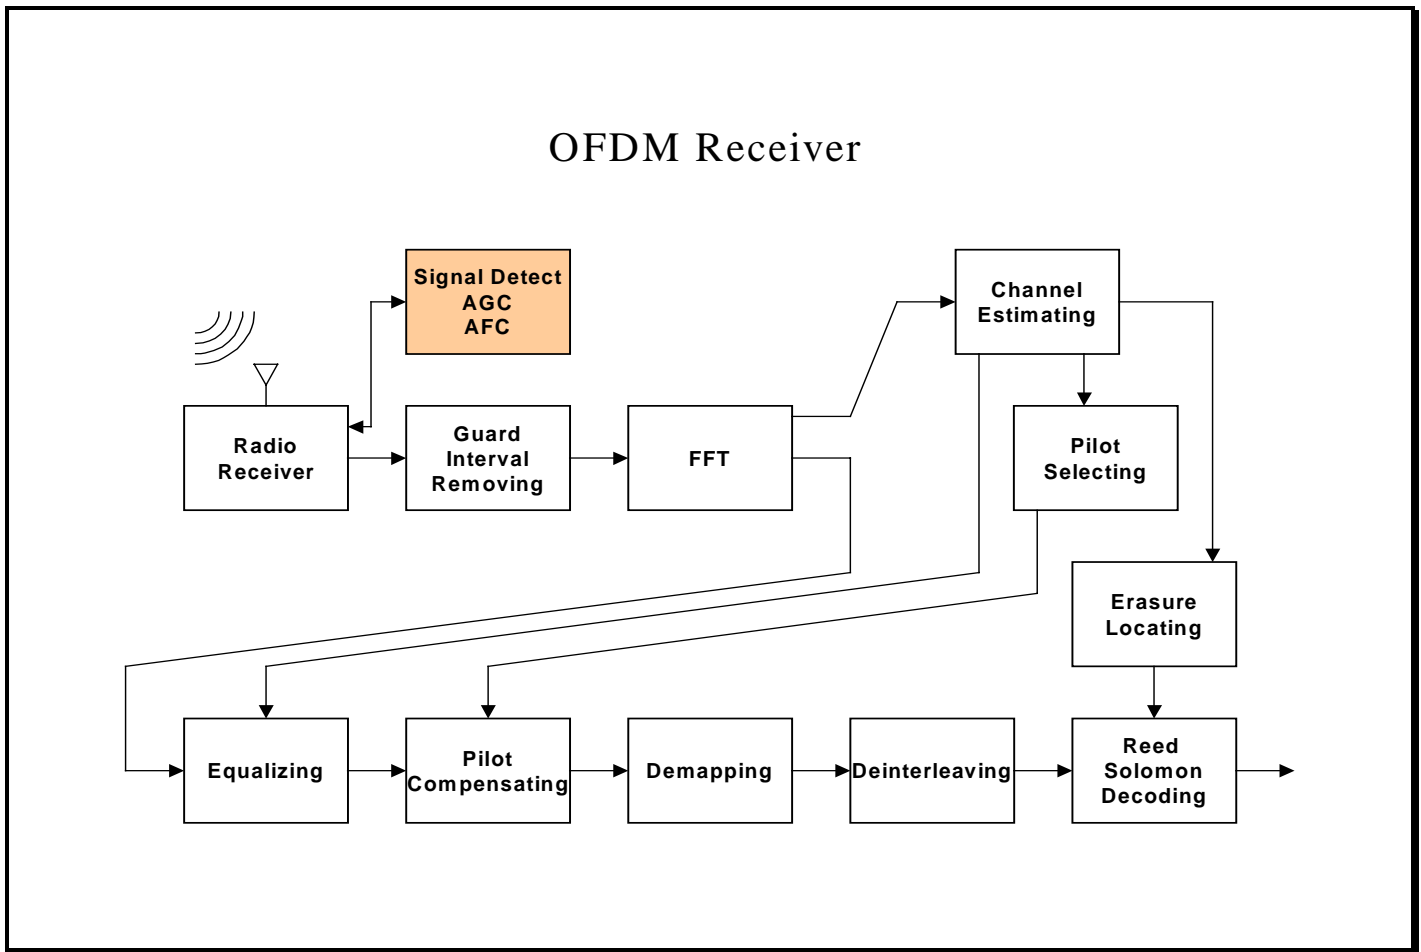 OFDM Receiver
Signal Detect
AGC
AFC
Channel
Estimating
Radio
Receiver
Guard
Interval
Removing
FFT
Pilot
Selecting
Erasure
Locating
Equalizing
Pilot
Compensating
Demapping
Deinterleaving
Reed
Solomon
Decoding